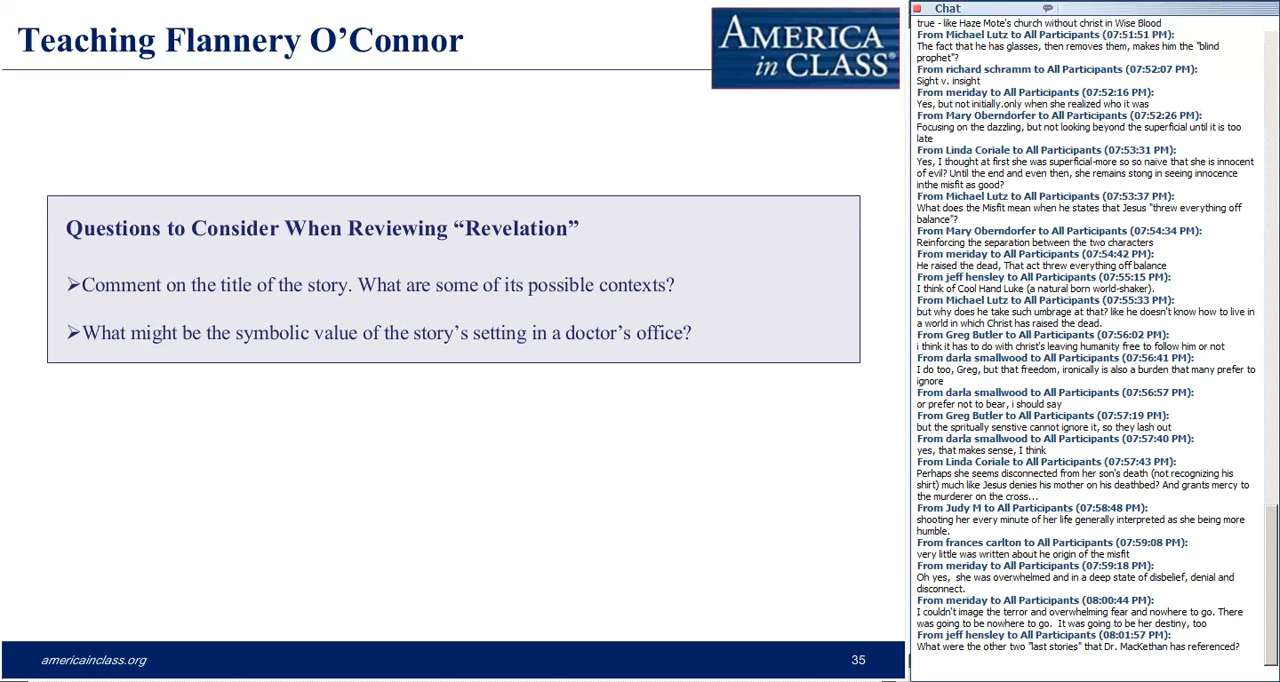 Teaching Flannery O’Connor
AMERICA
in CLASS®
Questions to Consider When Reviewing “Revelation”
➢Comment on the title of the story. What are some of its possible contexts?
➢What might be the symbolic value of the story’s setting in a doctor’s office?
americainclass.org
35
Chat
true - like Haze Mote's church without christ in Wise Blood
From Michael Lutz to All Participants (07:51:51 PM):
The fact that he has glasses, then removes them, makes him the "blind
prophet"?
From richard schramm to All Participants (07:52:07 PM):
Sight v. insight
From meriday to All Participants (07:52:16 PM):
Yes, but not initially.only when she realized who it was
From Mary Oberndorfer to All Participants (07:52:26 PM):
Focusing on the dazzling, but not looking beyond the superficial until it is too
late
From Linda Coriale to All Participants (07:53:31 PM):
Yes, I thought at first she was superficial-more so so naive that she is innocent
of evil? Until the end and even then, she remains stong in seeing innocence
inthe misfit as good?
From Michael Lutz to All Participants (07:53:37 PM):
What does the Misfit mean when he states that Jesus "threw everything off
balance"?
From Mary Oberndorfer to All Participants (07:54:34 PM):
Reinforcing the separation between the two characters
From meriday to All Participants (07:54:42 PM):
He raised the dead, That act threw everything off balance
From jeff hensley to All Participants (07:55:15 PM):
I think of Cool Hand Luke (a natural born world-shaker).
From Michael Lutz to All Participants (07:55:33 PM):
but why does he take such umbrage at that? like he doesn't know how to live in
a world in which Christ has raised the dead.
From Greg Butler to All Participants (07:56:02 PM):
i think it has to do with christ's leaving humanity free to follow him or not
From darla smallwood to All Participants (07:56:41 PM):
I do too, Greg, but that freedom, ironically is also a burden that many prefer to
ignore
From darla smallwood to All Participants (07:56:57 PM):
or prefer not to bear, i should say
From Greg Butler to All Participants (07:57:19 PM):
but the spritually senstive cannot ignore it, so they lash out
From darla smallwood to All Participants (07:57:40 PM):
yes, that makes sense, I think
From Linda Coriale to All Participants (07:57:43 PM):
Perhaps she seems disconnected from her son's death (not recognizing his
shirt) much like Jesus denies his mother on his deathbed? And grants mercy to
the murderer on the cross...
From Judy M to All Participants (07:58:48 PM):
shooting her every minute of her life generally interpreted as she being more
humble.
From frances carlton to All Participants (07:59:08 PM):
very little was written about he origin of the misfit
From meriday to All Participants (07:59:18 PM):
Oh yes,  she was overwhelmed and in a deep state of disbelief, denial and
disconnect.
From meriday to All Participants (08:00:44 PM):
I couldn't image the terror and overwhelming fear and nowhere to go. There
was going to be nowhere to go.  It was going to be her destiny, too
From jeff hensley to All Participants (08:01:57 PM):
What were the other two "last stories" that Dr. MacKethan has referenced?